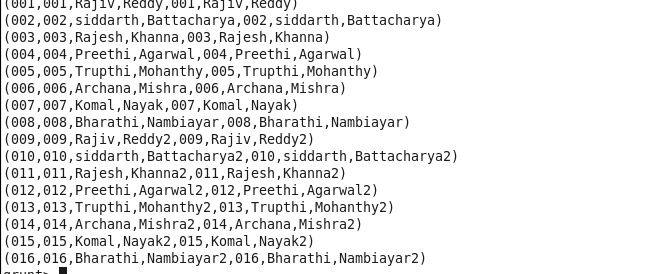 (001,001,Rajiv,Reddy,001,Rajiv,Reddy)
(002,002,siddarth,Battacharya,002,siddarth,Battacharya)
(003,003,Rajesh,Khanna,003,Rajesh,Khanna)
(004,004,Preethi,Agarwal,004,Preethi,Agarwal)
(005,005,Trupthi,Mohanthy,005,Trupthi,Mohanthy)
(006,006,Archana,Mishra,006,Archana,Mishra)
(007,007,Komal,Nayak,007,Komal,Nayak)
(008,008,Bharathi,Nambiayar,008,Bharathi,Nambiayar)
(009,009,Rajiv,Reddy2,009,Rajiv,Reddy2)
(010,010,siddarth,Battacharya2,010,siddarth,Battacharya2)
(011,011,Rajesh,Khanna2,011,Rajesh,Khanna2)
(012,012,Preethi,Agarwal2,012,Preethi,Agarwal2)
(013,013,Trupthi,Mohanthy2,013,Trupthi,Mohanthy2)
(014,014,Archana,Mishra2,014,Archana,Mishra2)
(015,015,Komal,Nayak2,015,Komal,Nayak2)
(016,016,Bharathi,Nambiayar2,016,Bharathi,Nambiayar2)
grunt>